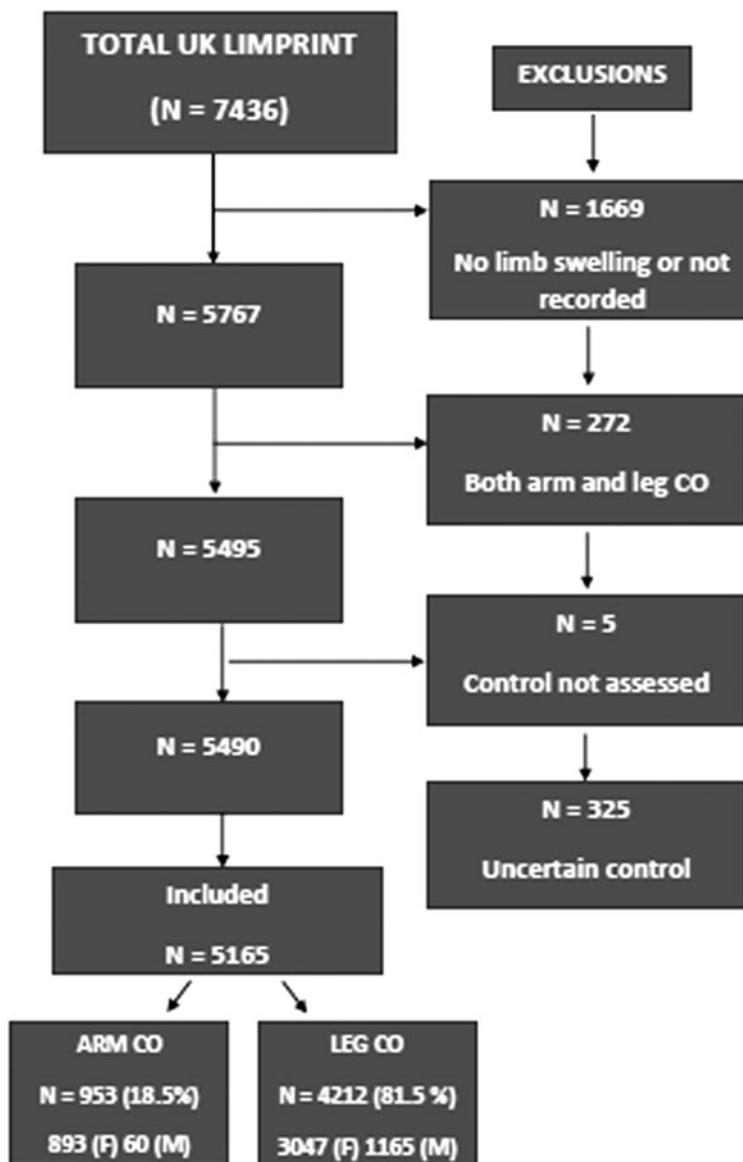 TOTAL UK LIMPRINT
(N = 7436)
EXCLUSIONS
N = 1669
No limb swelling or not
recorded
N = 5767
N = 272
Both arm and leg CO
N = 5495
N = 5
Control not assessed
N = 5490
N = 325
Uncertain control
Included
N = 5165
ARM CO
N = 953 (18.5%)
893 (F) 60 (M)
LEG CO
N = 4212 (81.5 %)
3047 (F) 1165 (M)